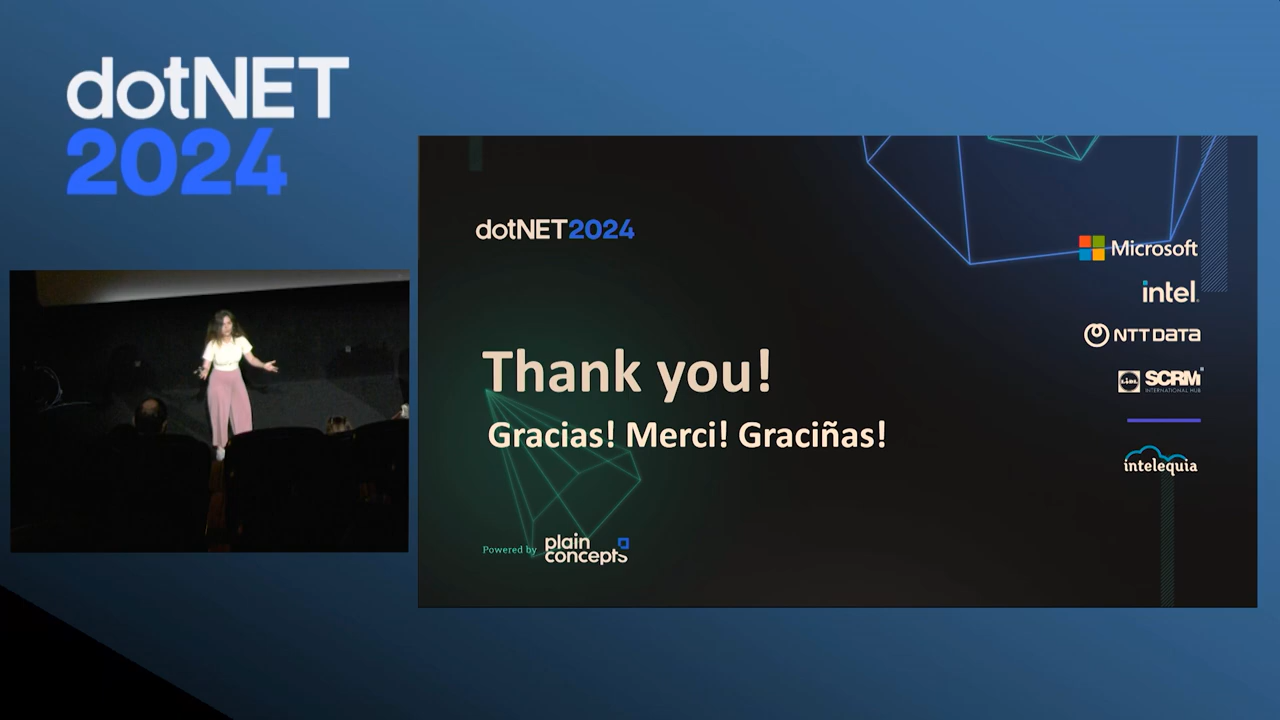 dotNET
2024
dotNET2024
Microsoft
intel.
NTT DATA
LIDL SCRM®
INTERNATIONAL HUB
Thank you!
Gracias! Merci! Graciñas!
intelequia
Powered by plain
concepts